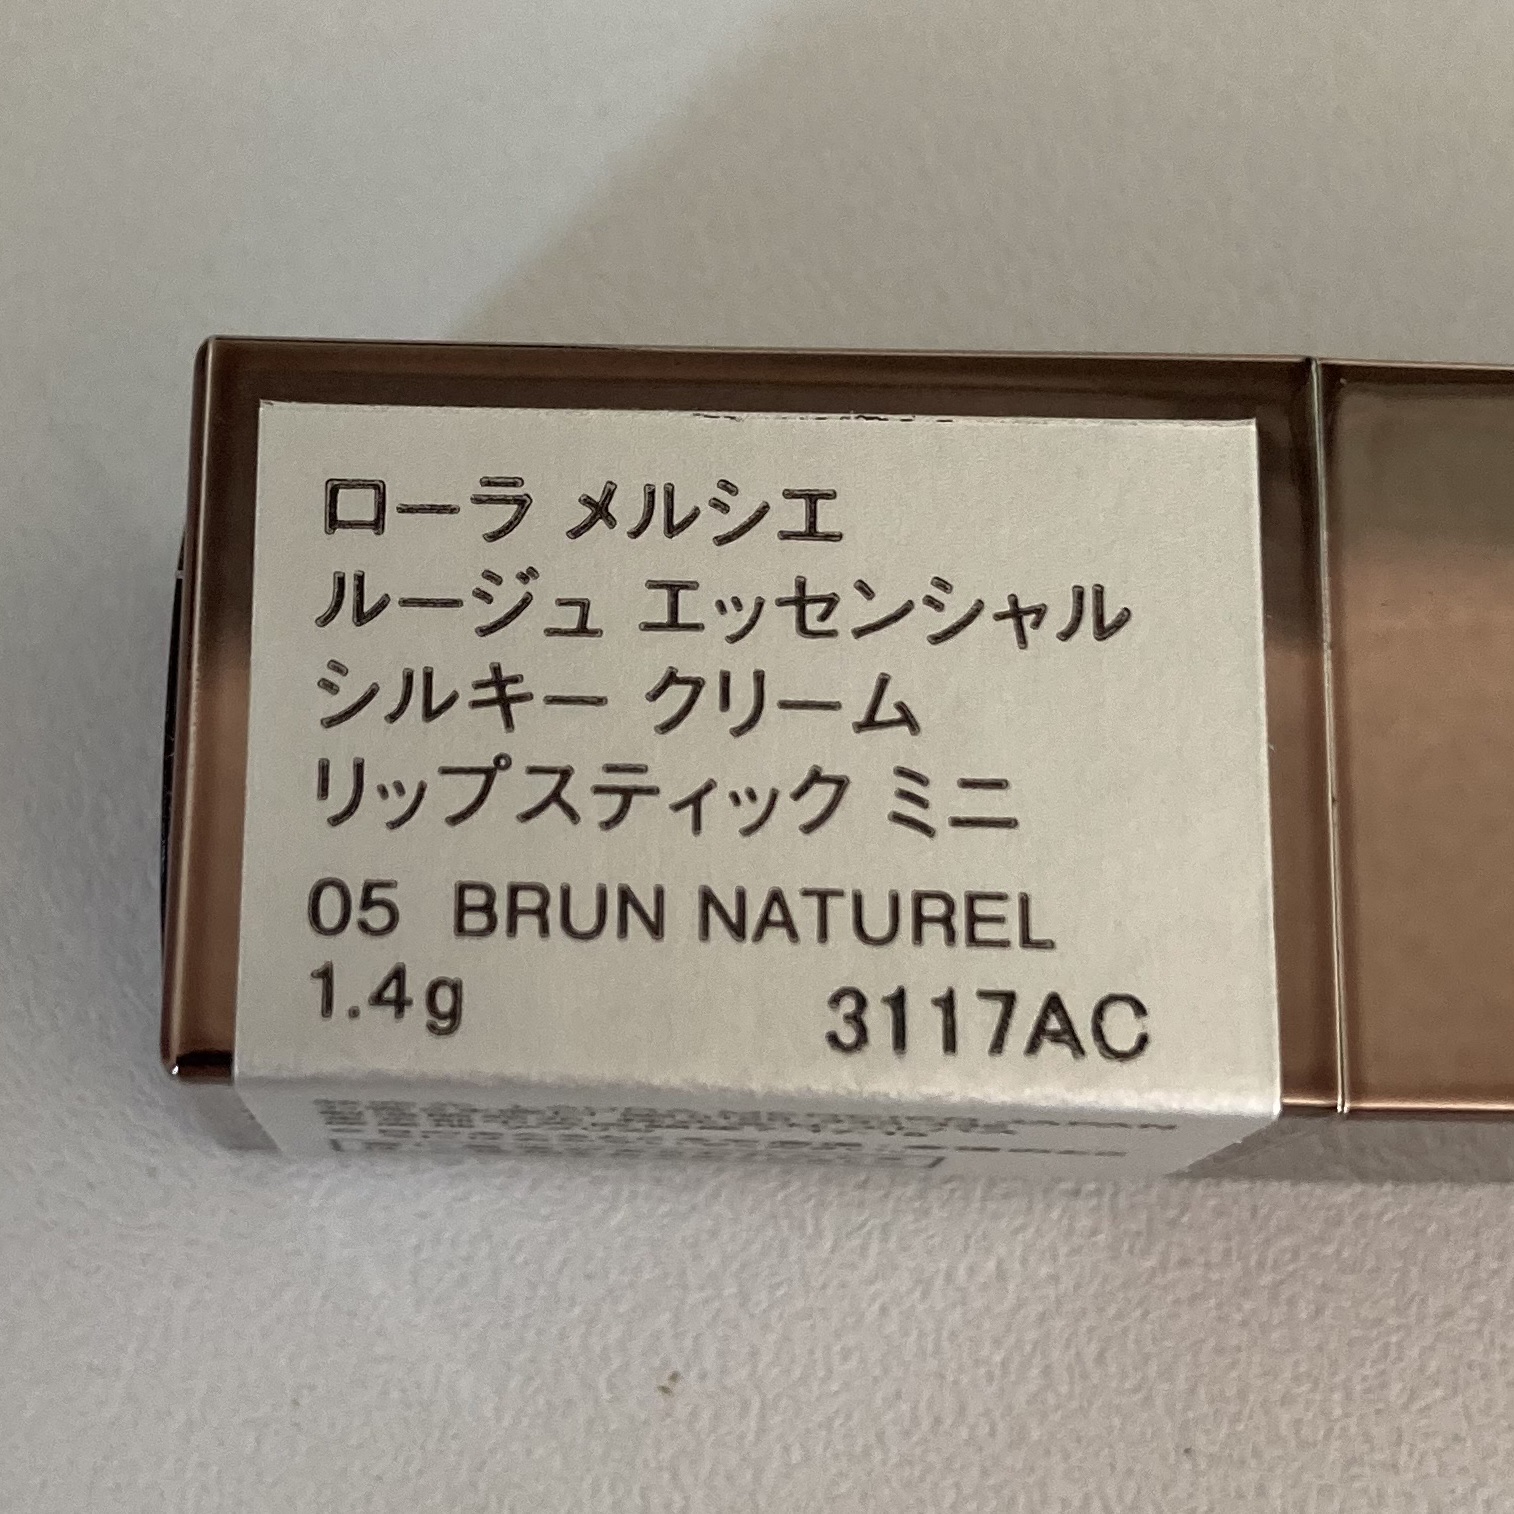 ローラ メルシエ
ルージュ エッセンシャル
シルキー クリーム
リップスティック ミニ
05 BRUN NATUREL
1.4g 3117AC